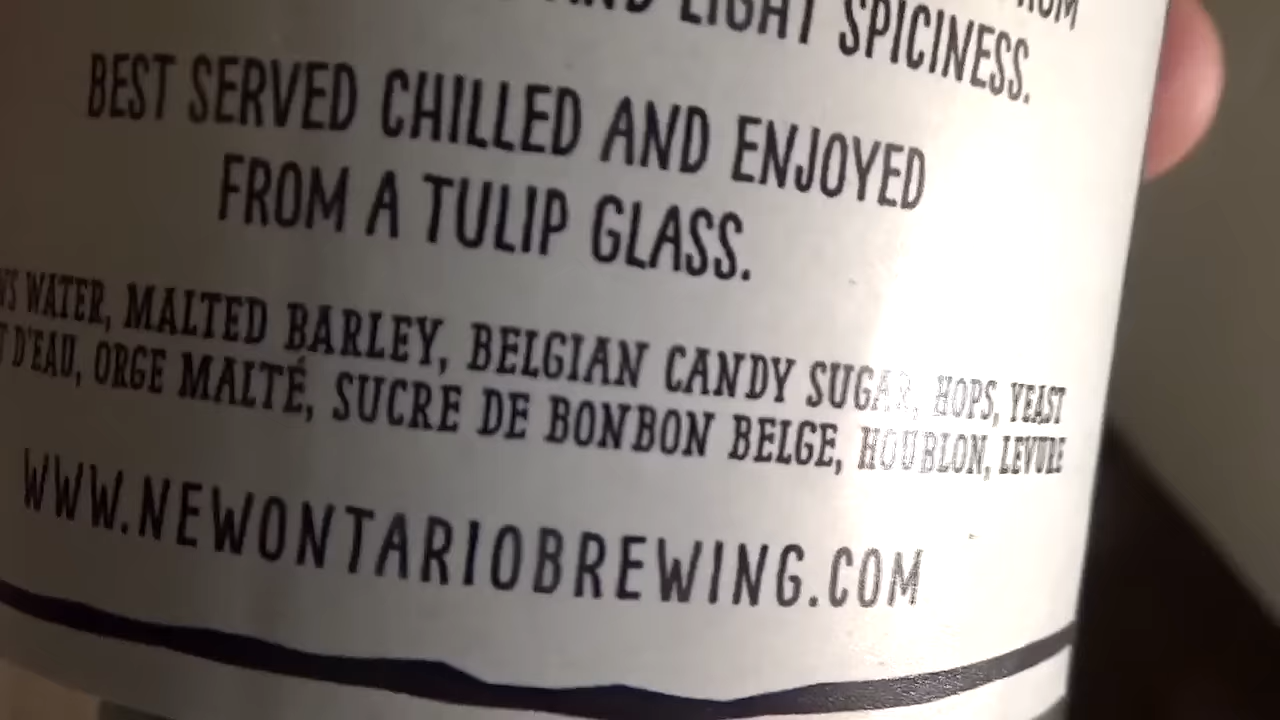 AND LIGHT SPICINESS.
BEST SERVED CHILLED AND ENJOYED
FROM A TULIP GLASS.
WATER, MALTED BARLEY, BELGIAN CANDY SUGAR, HOPS, YEAST
D'EAU, ORGE MALTÉ, SUCRE DE BONBON BELGE, HOUBLON, LEVURE
WWW.NEWONTARIOBREWING.COM